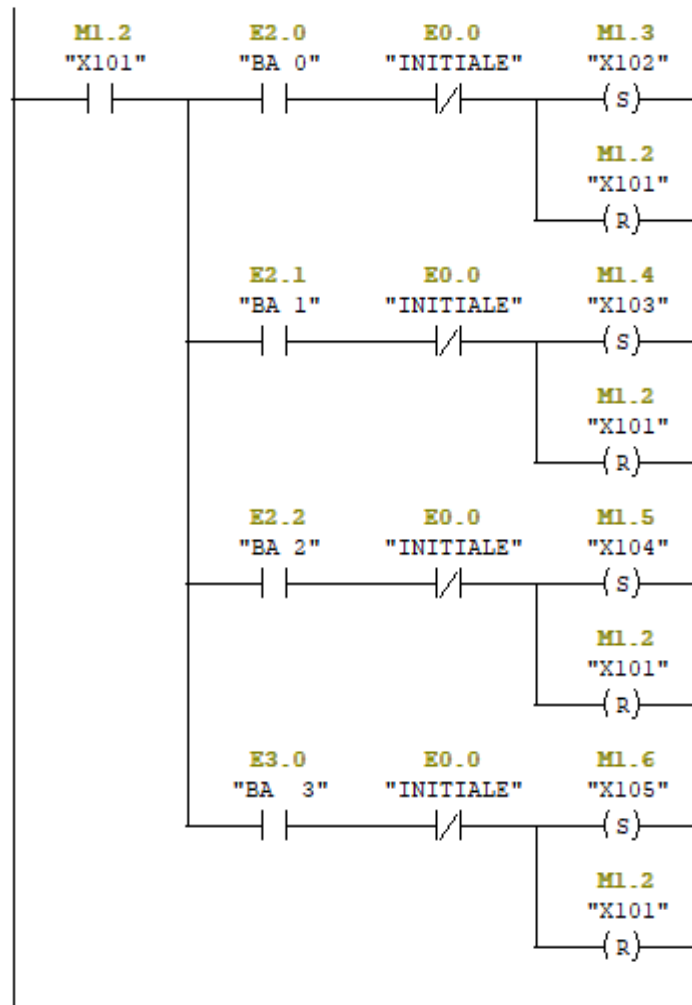 M1.2 E2.0 E0.0 M1.3
"X101" "BA 0" "INITIALE" "X102"
S
M1.2
"X101"
R
E2.1 E0.0 M1.4
"BA 1" "INITIALE" "X103"
S
M1.2
"X101"
R
E2.2 E0.0 M1.5
"BA 2" "INITIALE" "X104"
S
M1.2
"X101"
R
E3.0 E0.0 M1.6
"BA  3" "INITIALE" "X105"
S
M1.2
"X101"
R